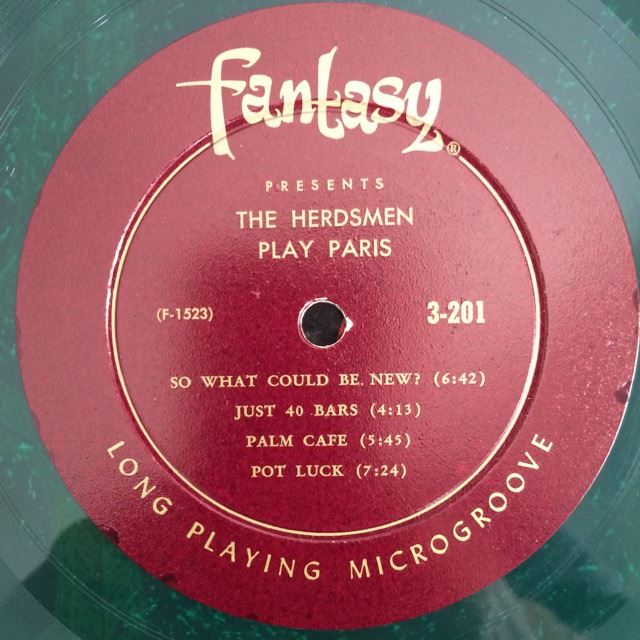 Fantasy®
PRESENTS
THE HERDSMEN
PLAY PARIS
(F-1523)
3-201
SO WHAT COULD BE NEW? (6:42)
JUST 40 BARS (4:13)
PALM CAFE (5:45)
POT LUCK (7:24)
LONG PLAYING MICROGROOVE